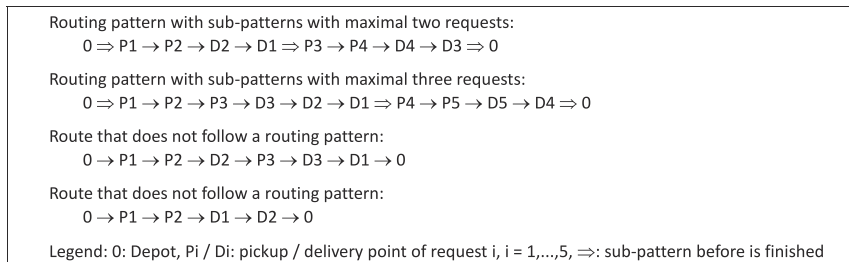 Routing pattern with sub-patterns with maximal two requests:
0 ⇒ P1 → P2 → D2 → D1 ⇒ P3 → P4 → D4 → D3 ⇒ 0
Routing pattern with sub-patterns with maximal three requests:
0 ⇒ P1 → P2 → P3 → D3 → D2 → D1 ⇒ P4 → P5 → D5 → D4 ⇒ 0
Route that does not follow a routing pattern:
0 → P1 → P2 → D2 → P3 → D3 → D1 → 0
Route that does not follow a routing pattern:
0 → P1 → P2 → D1 → D2 → 0
Legend: 0: Depot, Pi / Di: pickup / delivery point of request i, i = 1,...,5, ⇒: sub-pattern before is finished